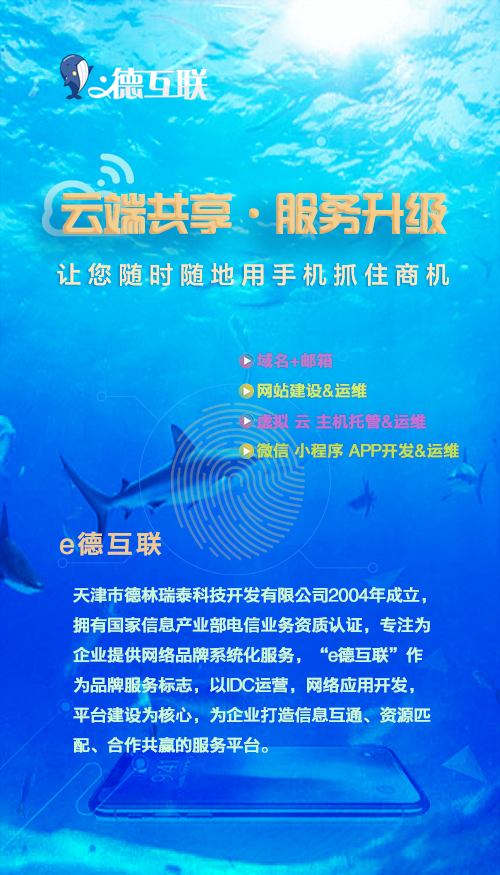 e德互联
云端共享·服务升级
让您随时随地用手机抓住商机
域名+邮箱
网站建设&运维
虚拟 云 主机托管&运维
微信 小程序 APP开发&运维
e德互联
天津市德林瑞泰科技开发有限公司2004年成立，
拥有国家信息产业部电信业务资质认证，专注为
企业提供网络品牌系统化服务，“e德互联”作
为品牌服务标志，以IDC运营，网络应用开发，
平台建设为核心，为企业打造信息互通、资源匹
配、合作共赢的服务平台。
9:41